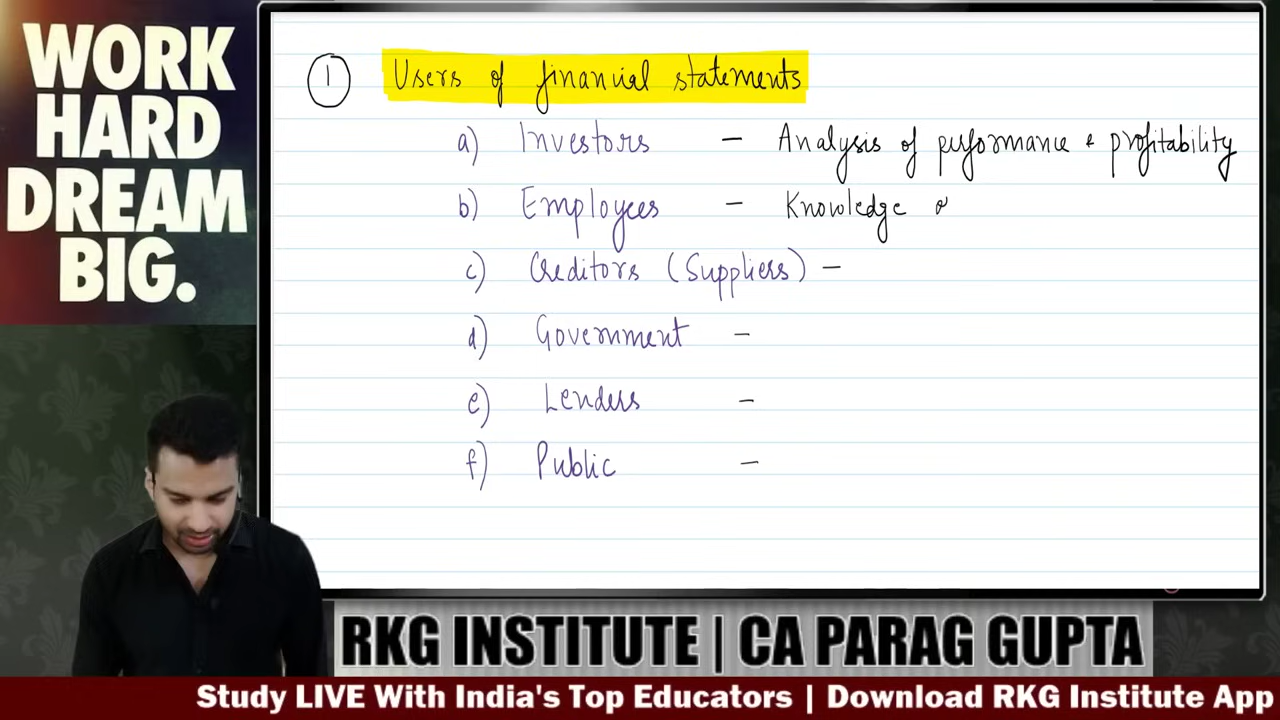 WORK
HARD
DREAM
BIG.
1 Users of financial statements
a) Investors – Analysis of performance & profitability
b) Employees – Knowledge o
c) Creditors (Suppliers) –
d) Government –
e) Lenders –
f) Public –
RKG INSTITUTE | CA PARAG GUPTA
Study LIVE With India's Top Educators | Download RKG Institute App